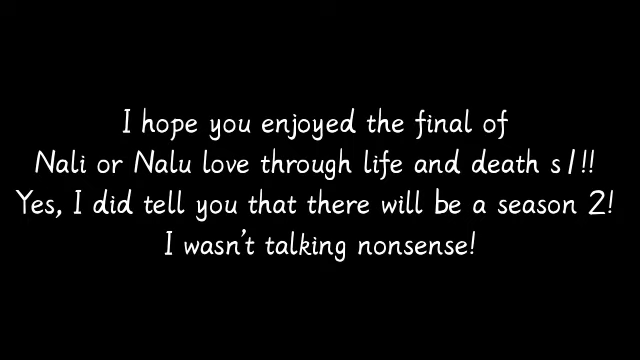 I hope you enjoyed the final of
Nali or Nalu love through life and death s1!!
Yes, I did tell you that there will be a season 2!
I wasn't talking nonsense!